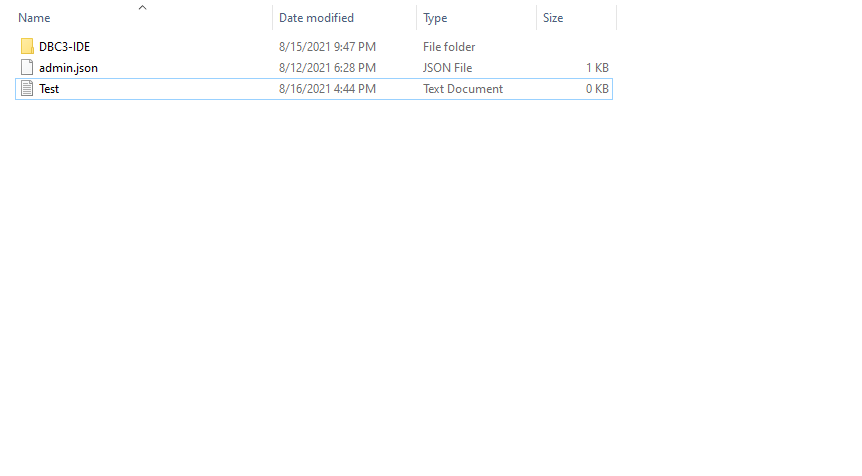 Name Date modified Type Size
DBC3-IDE 8/15/2021 9:47 PM File folder
admin.json 8/12/2021 6:28 PM JSON File 1 KB
Test 8/16/2021 4:44 PM Text Document 0 KB